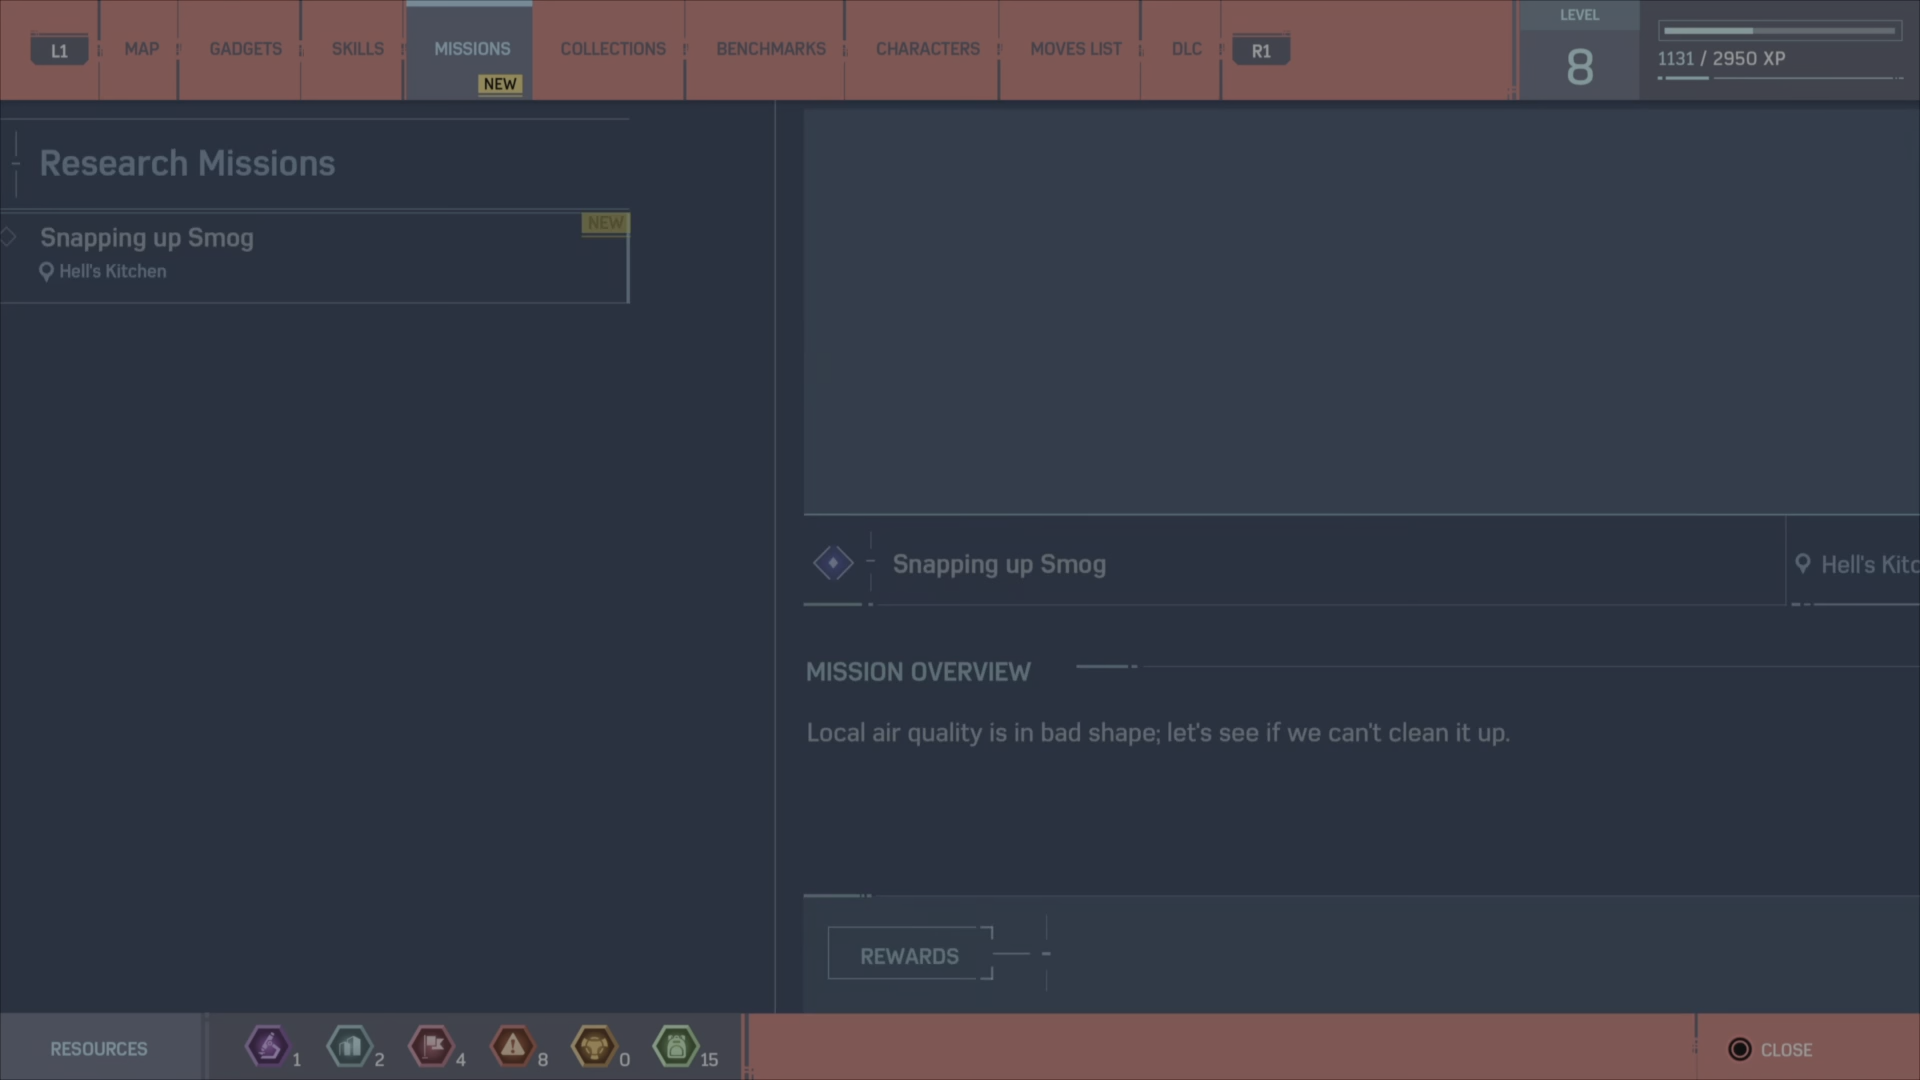 L1 MAP GADGETS SKILLS MISSIONS COLLECTIONS BENCHMARKS CHARACTERS MOVES LIST DLC R1
NEW
LEVEL
8
1131 / 2950 XP
Research Missions
Snapping up Smog
NEW
Hell's Kitchen
Snapping up Smog
Hell's Kitc
MISSION OVERVIEW
Local air quality is in bad shape; let's see if we can't clean it up.
REWARDS
RESOURCES 1 2 4 8 0 15
CLOSE